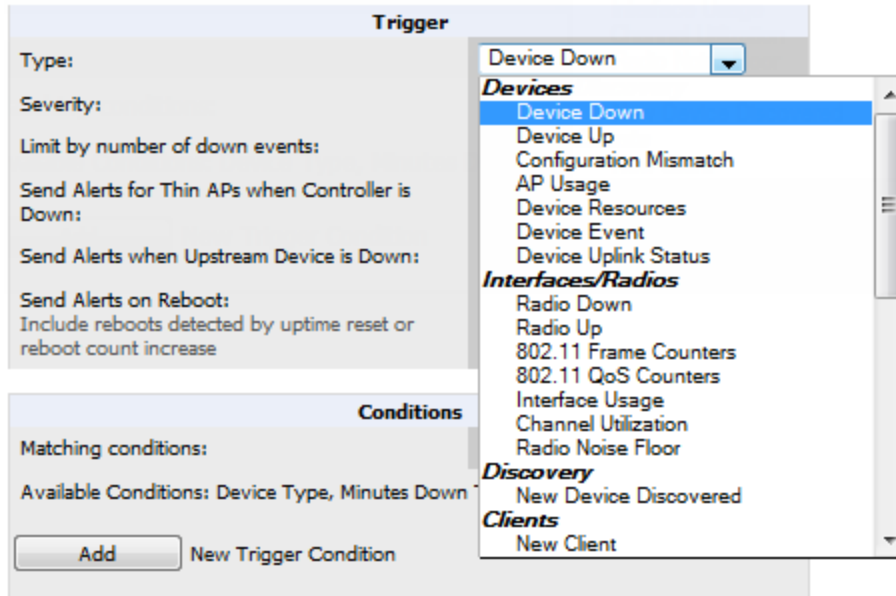 Trigger
Type:
Device Down
Severity:
Limit by number of down events:
Send Alerts for Thin APs when Controller is
Down:
Send Alerts when Upstream Device is Down:
Send Alerts on Reboot:
Include reboots detected by uptime reset or
reboot count increase
Devices
Device Down
Device Up
Configuration Mismatch
AP Usage
Device Resources
Device Event
Device Uplink Status
Interfaces/Radios
Radio Down
Radio Up
802.11 Frame Counters
802.11 QoS Counters
Interface Usage
Channel Utilization
Radio Noise Floor
Discovery
New Device Discovered
Clients
New Client
Conditions
Matching conditions:
Available Conditions: Device Type, Minutes Down
Add New Trigger Condition